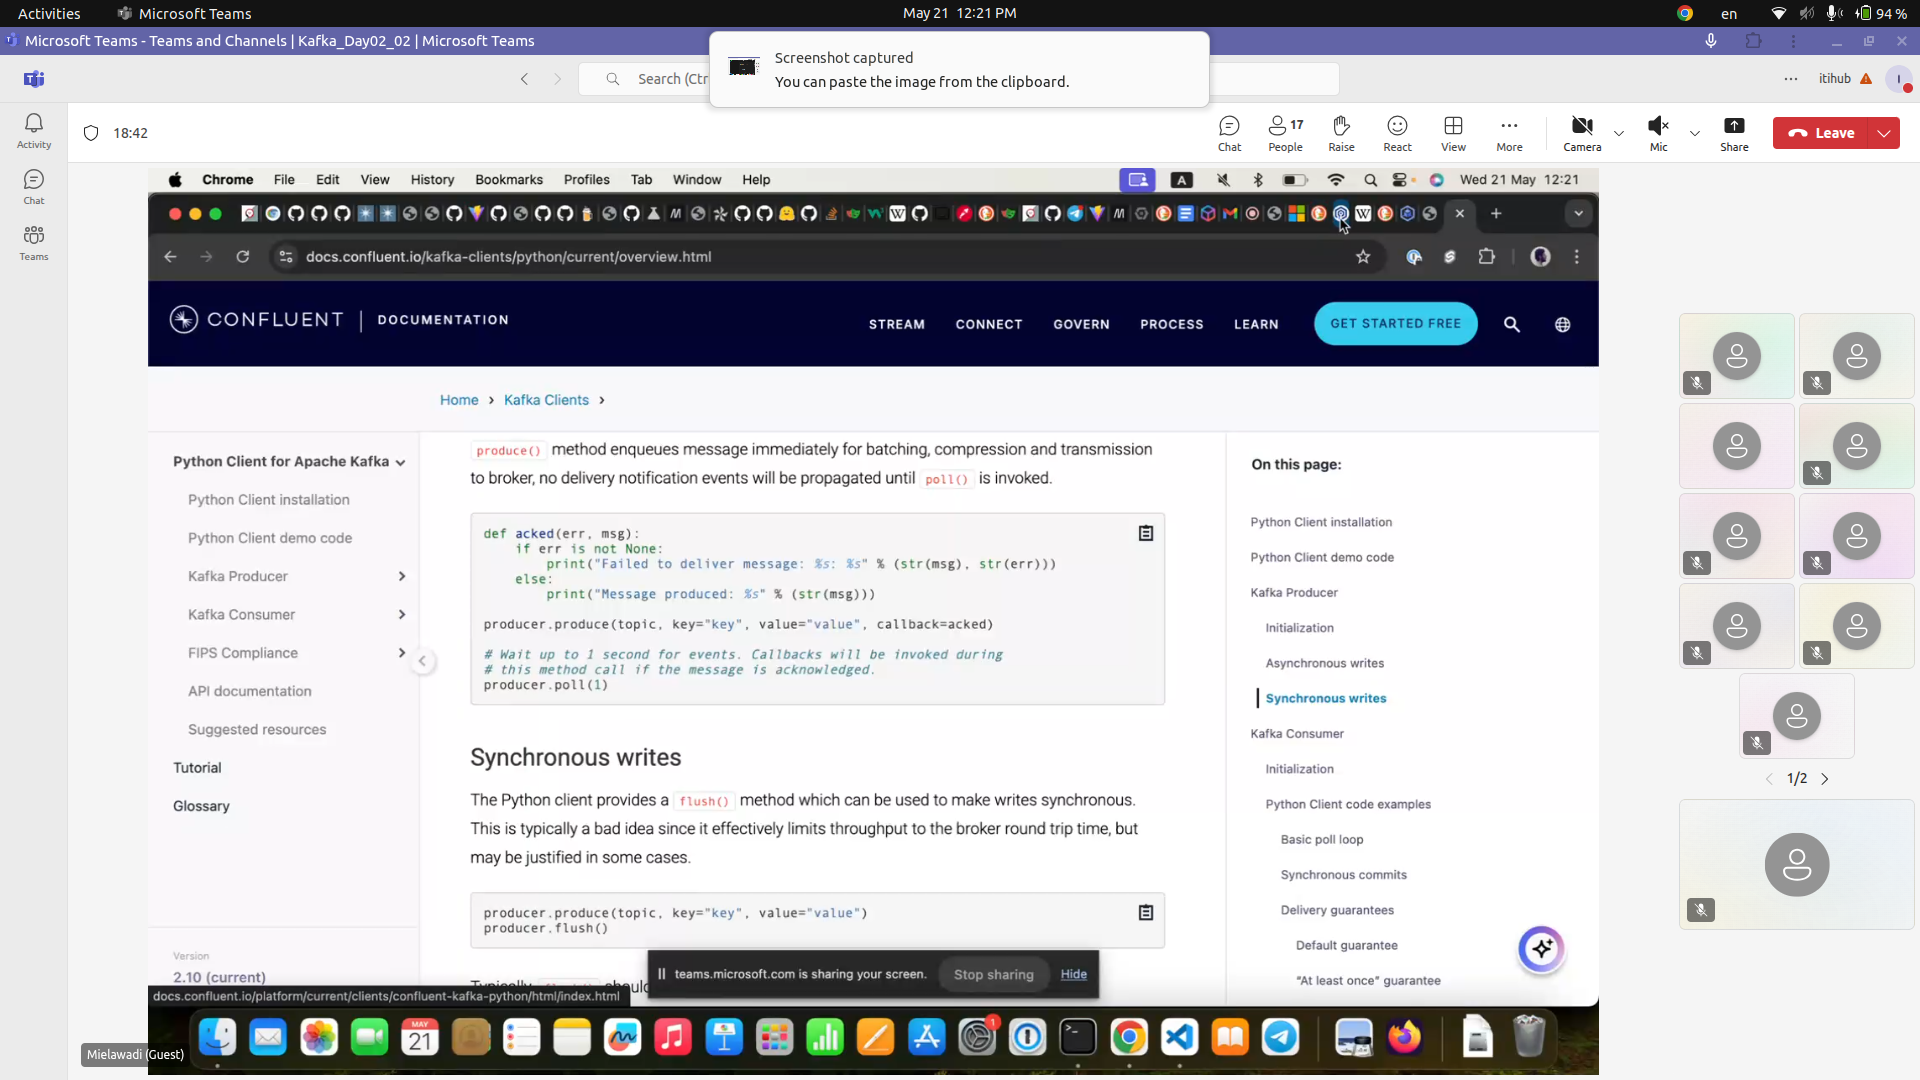 Activities
Microsoft Teams
May 21 12:21 PM
en
94 %
Microsoft Teams - Teams and Channels | Kafka_Day02_02 | Microsoft Teams
Screenshot captured
You can paste the image from the clipboard.
Search (Ctr
itihub
I
Activity
Chat
Teams
18:42
Chat
17
People
Raise
React
View
More
Camera
Mic
Share
Leave
Chrome File Edit View History Bookmarks Profiles Tab Window Help
A
Wed 21 May 12:21
docs.confluent.io/kafka-clients/python/current/overview.html
CONFLUENT | DOCUMENTATION
STREAM CONNECT GOVERN PROCESS LEARN
GET STARTED FREE
Home > Kafka Clients >
Python Client for Apache Kafka
Python Client installation
Python Client demo code
Kafka Producer
Kafka Consumer
FIPS Compliance
API documentation
Suggested resources
Tutorial
Glossary
Version
2.10 (current)
produce() method enqueues message immediately for batching, compression and transmission
to broker, no delivery notification events will be propagated until poll() is invoked.
def acked(err, msg):
    if err is not None:
        print("Failed to deliver message: %s: %s" % (str(msg), str(err)))
    else:
        print("Message produced: %s" % (str(msg)))
producer.produce(topic, key="key", value="value", callback=acked)
# Wait up to 1 second for events. Callbacks will be invoked during
# this method call if the message is acknowledged.
producer.poll(1)
Synchronous writes
The Python client provides a flush() method which can be used to make writes synchronous.
This is typically a bad idea since it effectively limits throughput to the broker round trip time, but
may be justified in some cases.
producer.produce(topic, key="key", value="value")
producer.flush()
On this page:
Python Client installation
Python Client demo code
Kafka Producer
Initialization
Asynchronous writes
Synchronous writes
Kafka Consumer
Initialization
Python Client code examples
Basic poll loop
Synchronous commits
Delivery guarantees
Default guarantee
"At least once" guarantee
teams.microsoft.com is sharing your screen.
Stop sharing
Hide
docs.confluent.io/platform/current/clients/confluent-kafka-python/html/index.html
1/2
MAY
21
1
Mielawadi (Guest)